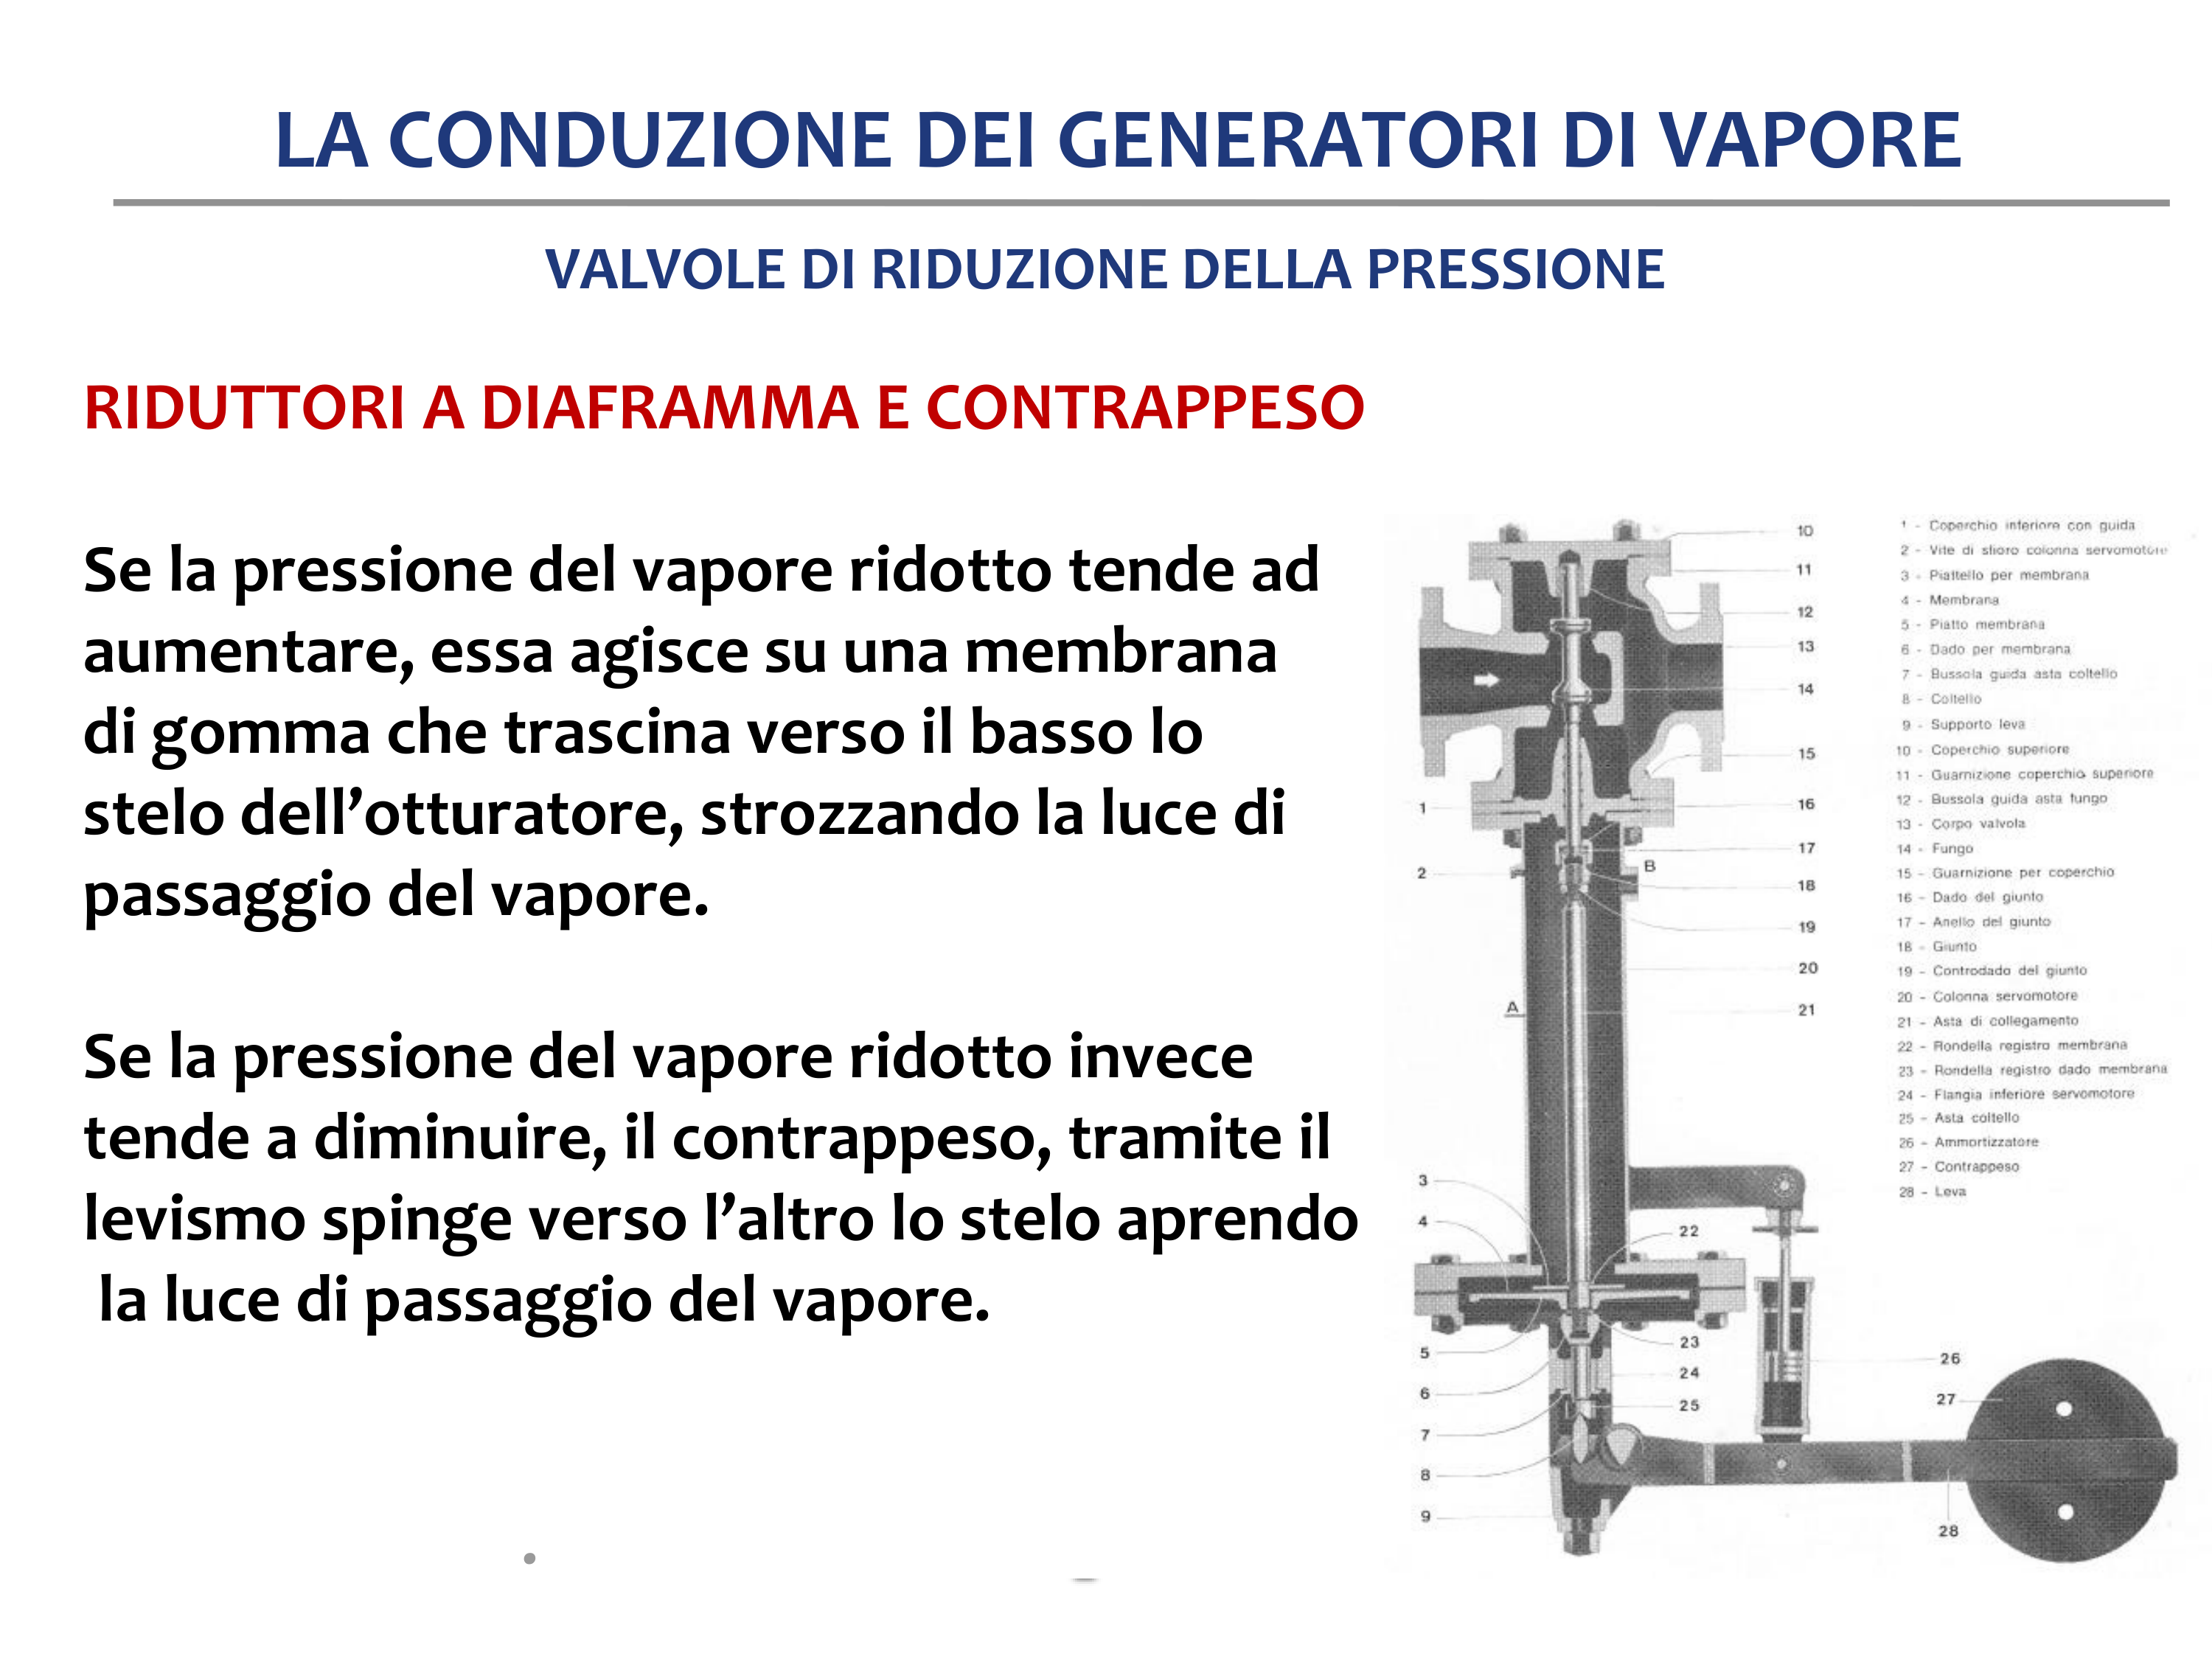 LA CONDUZIONE DEI GENERATORI DI VAPORE
VALVOLE DI RIDUZIONE DELLA PRESSIONE
RIDUTTORI A DIAFRAMMA E CONTRAPPESO
Se la pressione del vapore ridotto tende ad
aumentare, essa agisce su una membrana
di gomma che trascina verso il basso lo
stelo dell’otturatore, strozzando la luce di
passaggio del vapore.
Se la pressione del vapore ridotto invece
tende a diminuire, il contrappeso, tramite il
levismo spinge verso l’altro lo stelo aprendo
la luce di passaggio del vapore.
10
11
12
13
14
15
1
16
17
B
2
18
19
20
A
21
3
4
22
5
23
24
6
25
7
8
9
26
27
28
1 - Coperchio inferiore con guida
2 - Vite di sfioro colonna servomotore
3 - Piattello per membrana
4 - Membrana
5 - Piatto membrana
6 - Dado per membrana
7 - Bussola guida asta coltello
8 - Coltello
9 - Supporto leva
10 - Coperchio superiore
11 - Guarnizione coperchio superiore
12 - Bussola guida asta fungo
13 - Corpo valvola
14 - Fungo
15 - Guarnizione per coperchio
16 - Dado del giunto
17 - Anello del giunto
18 - Giunto
19 - Controdado del giunto
20 - Colonna servomotore
21 - Asta di collegamento
22 - Rondella registro membrana
23 - Rondella registro dado membrana
24 - Flangia inferiore servomotore
25 - Asta coltello
26 - Ammortizzatore
27 - Contrappeso
28 - Leva